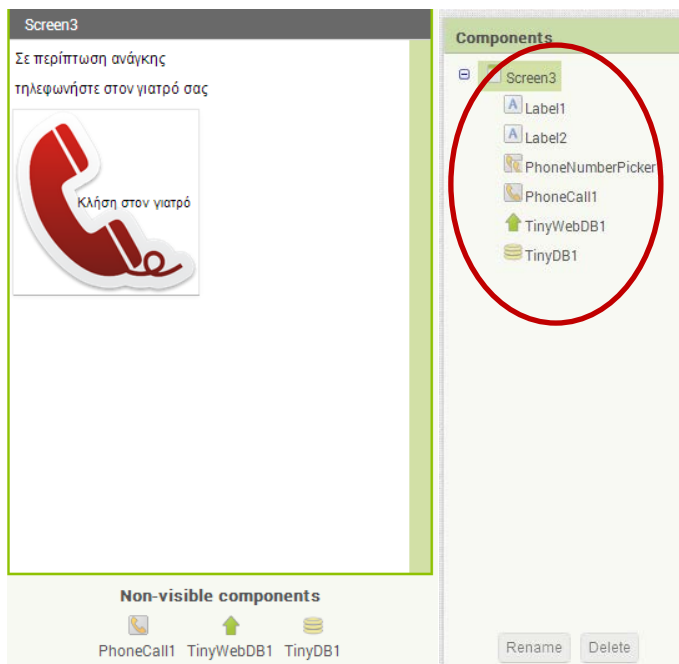 Screen3
Σε περίπτωση ανάγκης
τηλεφωνήστε στον γιατρό σας
Κλήση στον γιατρό
Non-visible components
PhoneCall1 TinyWebDB1 TinyDB1
Components
Screen3
A Label1
A Label2
PhoneNumberPicker
PhoneCall1
TinyWebDB1
TinyDB1
Rename Delete